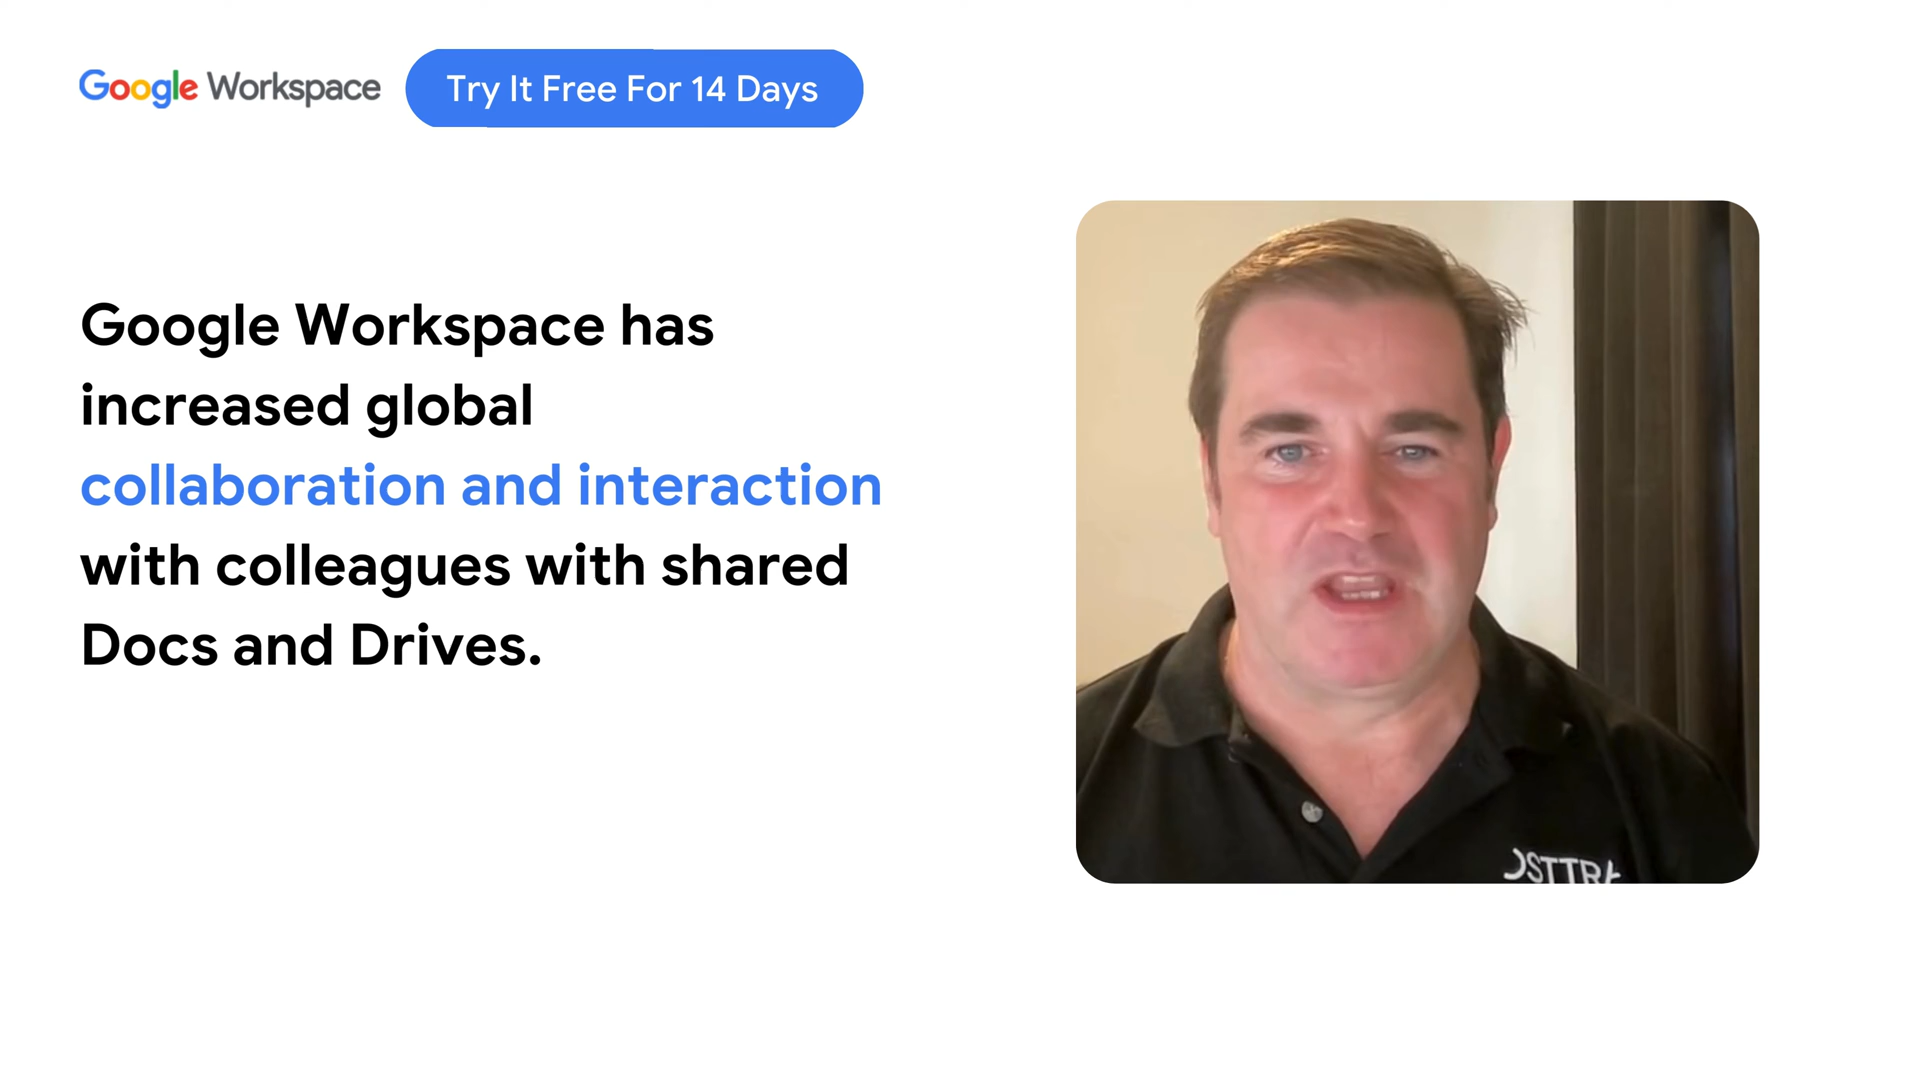 Google Workspace
Try It Free For 14 Days
Google Workspace has
increased global
collaboration and interaction
with colleagues with shared
Docs and Drives.
OSTTRA